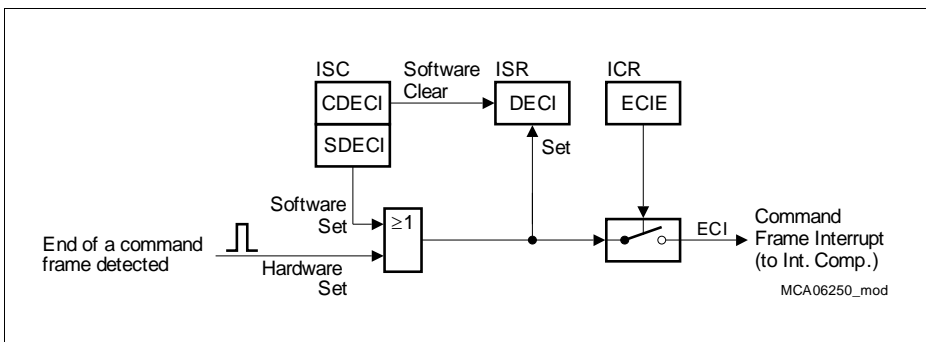 ISC
Software
Clear
ISR
ICR
CDECI
DECI
ECIE
SDECI
Set
Software
Set
≥1
ECI
Command
Frame Interrupt
(to Int. Comp.)
End of a command
frame detected
Hardware
Set
MCA06250_mod